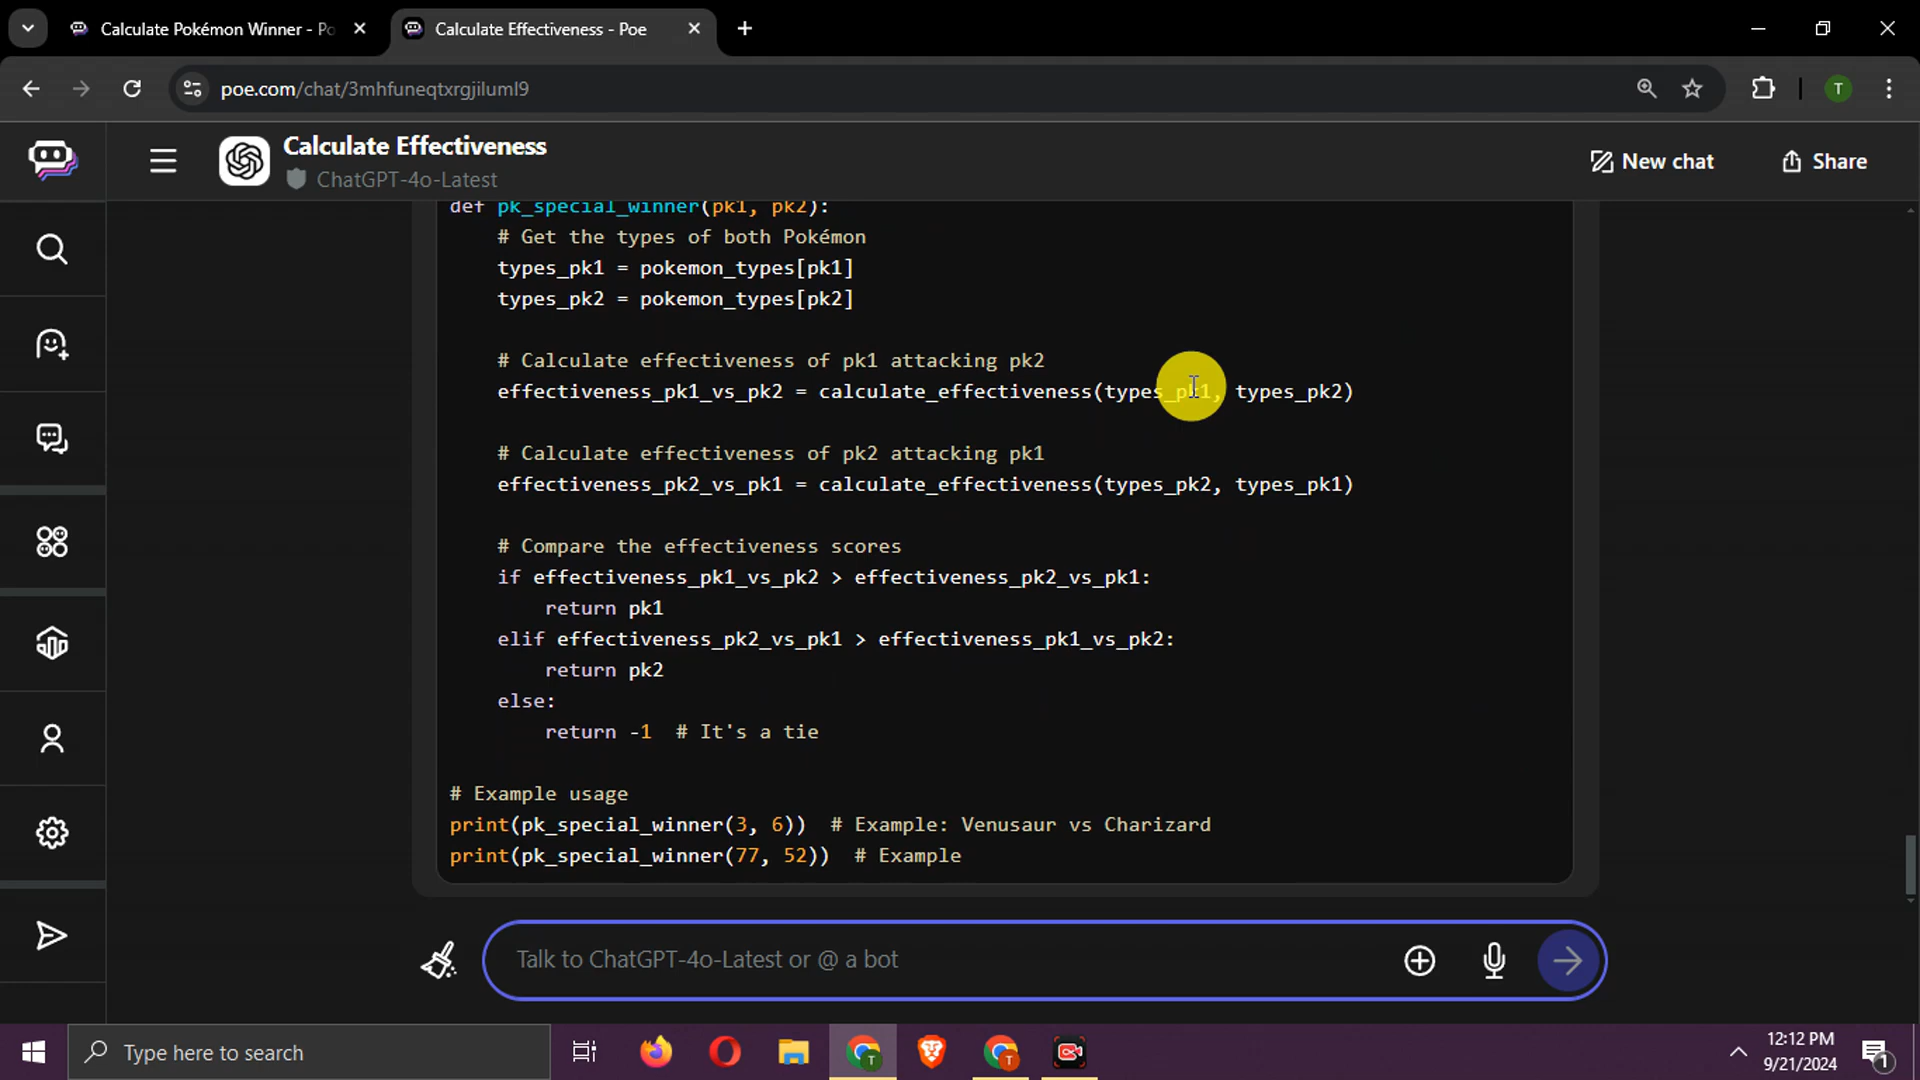 Calculate Pokémon Winner - Po
Calculate Effectiveness - Poe
poe.com/chat/3mhfuneqtxrgjiluml9
T
Calculate Effectiveness
ChatGPT-4o-Latest
New chat
Share
def pk_special_winner(pk1, pk2):
# Get the types of both Pokémon
types_pk1 = pokemon_types[pk1]
types_pk2 = pokemon_types[pk2]
# Calculate effectiveness of pk1 attacking pk2
effectiveness_pk1_vs_pk2 = calculate_effectiveness(types_pk1, types_pk2)
# Calculate effectiveness of pk2 attacking pk1
effectiveness_pk2_vs_pk1 = calculate_effectiveness(types_pk2, types_pk1)
# Compare the effectiveness scores
if effectiveness_pk1_vs_pk2 > effectiveness_pk2_vs_pk1:
return pk1
elif effectiveness_pk2_vs_pk1 > effectiveness_pk1_vs_pk2:
return pk2
else:
return -1  # It's a tie
# Example usage
print(pk_special_winner(3, 6))  # Example: Venusaur vs Charizard
print(pk_special_winner(77, 52))  # Example
Talk to ChatGPT-4o-Latest or @ a bot
Type here to search
T
T
12:12 PM
9/21/2024
1